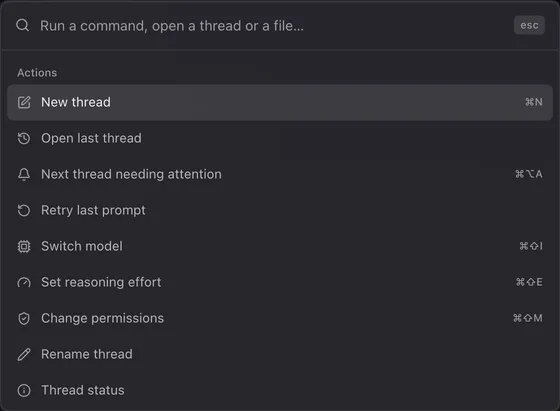 Run a command, open a thread or a file...
esc
Actions
New thread ⌘N
Open last thread
Next thread needing attention ⌘⌥A
Retry last prompt
Switch model ⌘⇧I
Set reasoning effort ⌘⇧E
Change permissions ⌘⇧M
Rename thread
Thread status